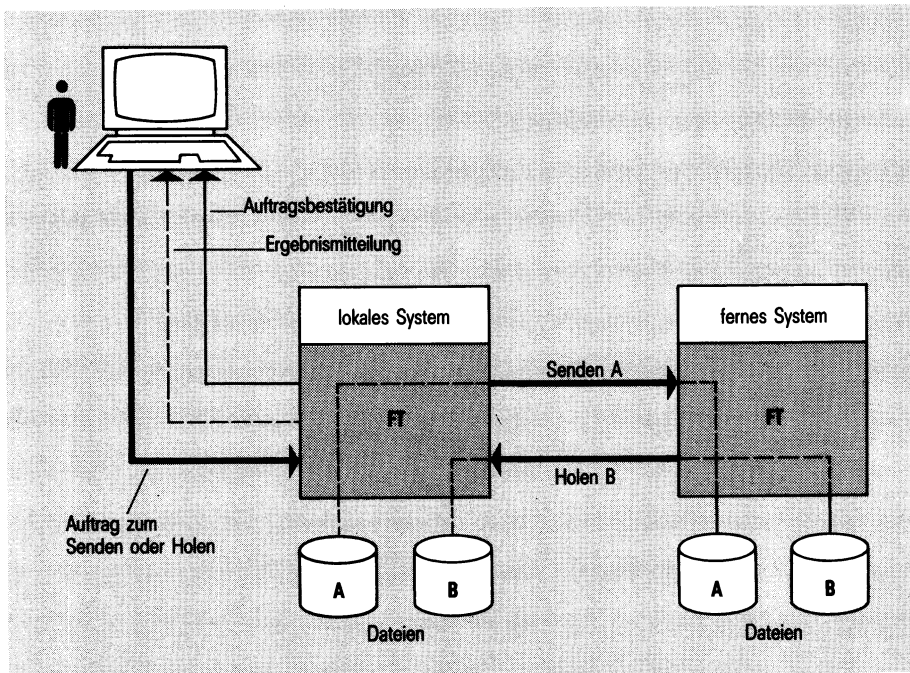 Auftragsbestätigung
Ergebnismitteilung
lokales System
fernes System
Senden A
FT
FT
Holen B
Auftrag zum
Senden oder Holen
A
B
A
B
Dateien
Dateien